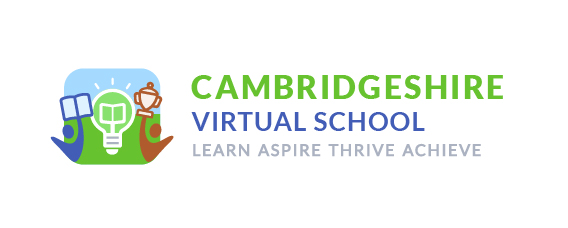 CAMBRIDGESHIRE
VIRTUAL SCHOOL
LEARN ASPIRE THRIVE ACHIEVE